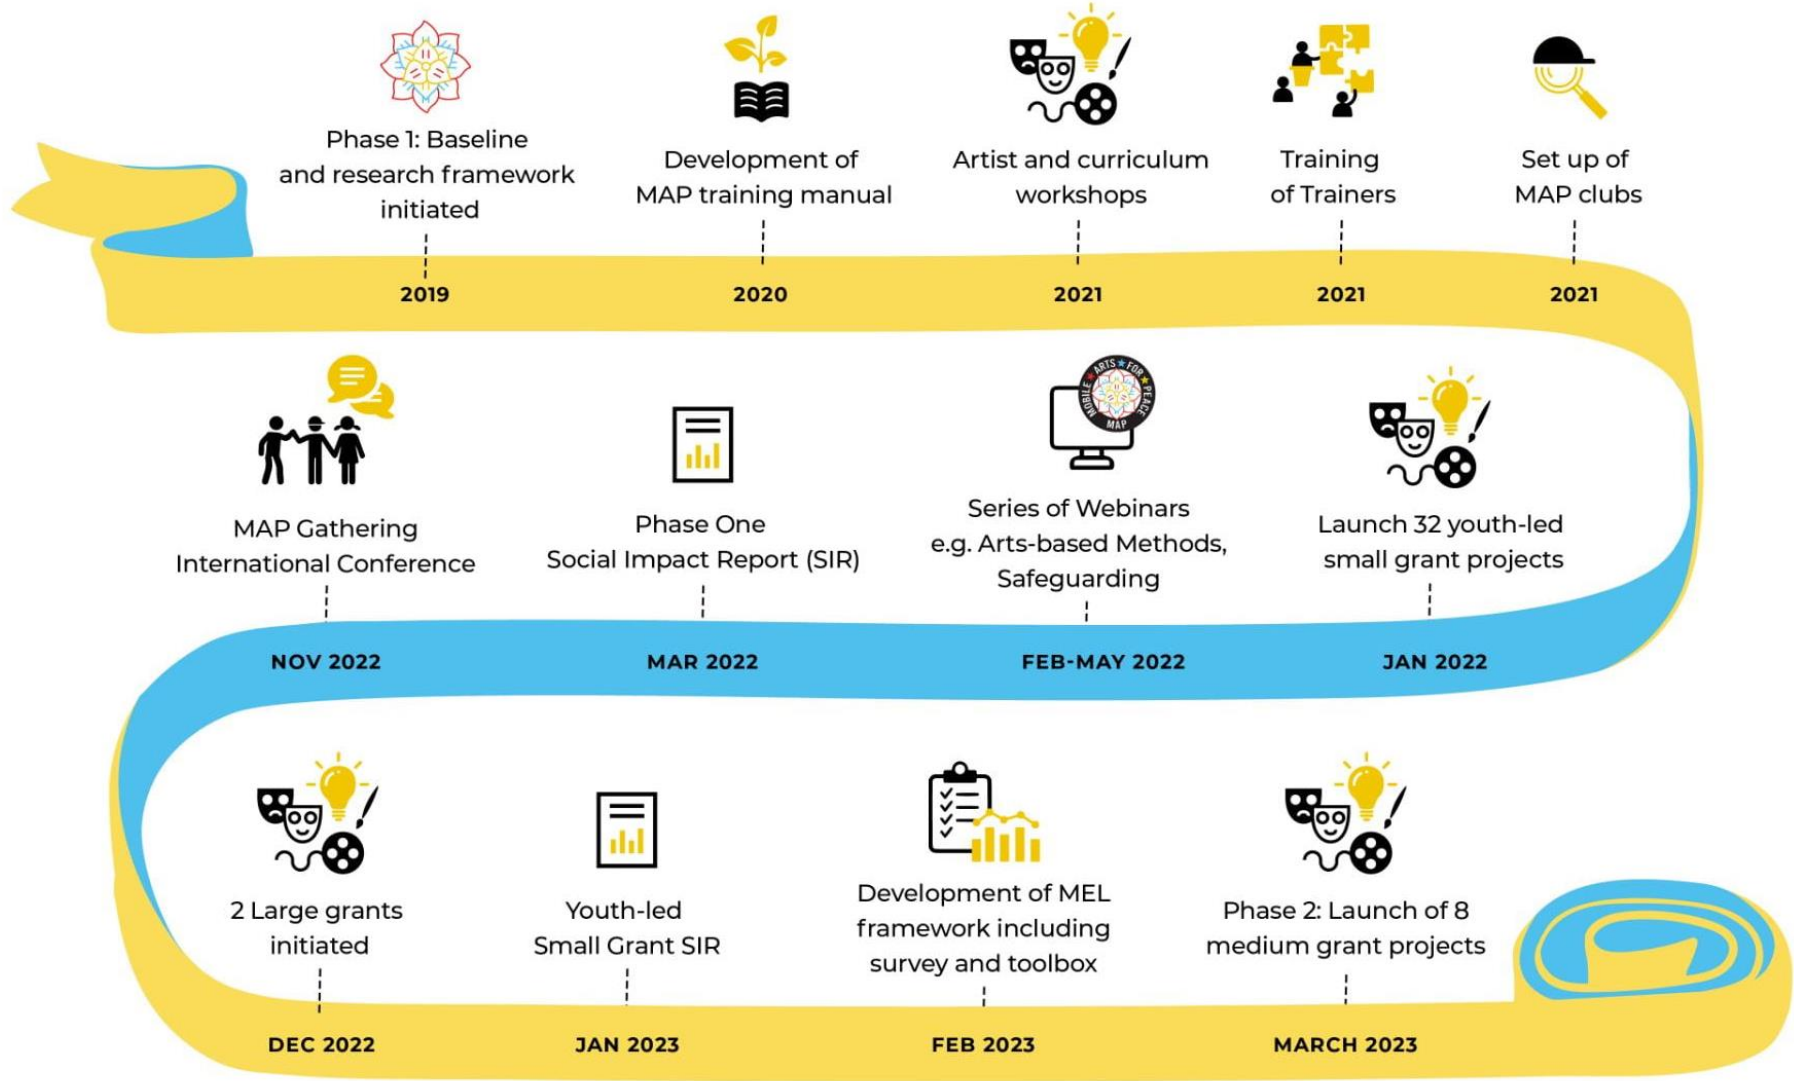 Phase 1: Baseline
and research framework
initiated
2019
Development of
MAP training manual
2020
Artist and curriculum
workshops
2021
Training
of Trainers
2021
Set up of
MAP clubs
2021
MAP Gathering
International Conference
NOV 2022
Phase One
Social Impact Report (SIR)
MAR 2022
MOBILE ARTS FOR PEACE
MAP
Series of Webinars
e.g. Arts-based Methods,
Safeguarding
FEB-MAY 2022
Launch 32 youth-led
small grant projects
JAN 2022
2 Large grants
initiated
DEC 2022
Youth-led
Small Grant SIR
JAN 2023
Development of MEL
framework including
survey and toolbox
FEB 2023
Phase 2: Launch of 8
medium grant projects
MARCH 2023